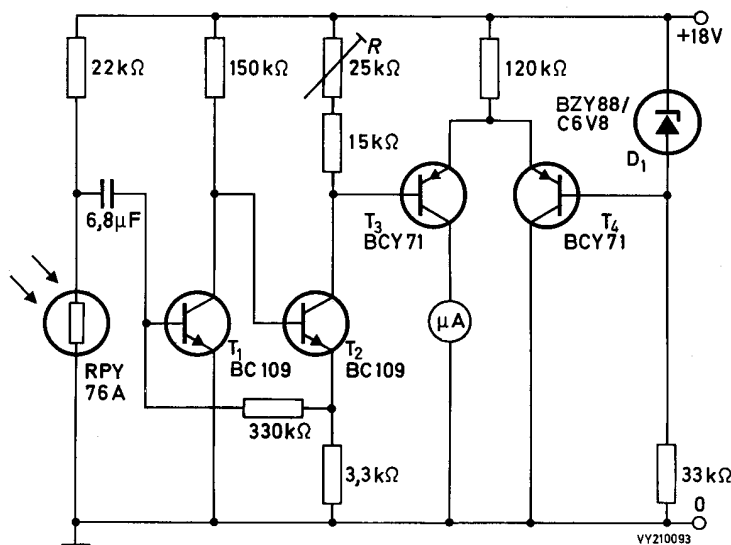 +18V
22kΩ
150kΩ
R
25kΩ
120kΩ
BZY88/
C6V8
D1
15kΩ
6,8μF
T3
BCY71
T4
BCY71
μA
RPY
76A
T1
BC109
T2
BC109
330kΩ
3,3kΩ
33kΩ
0
VY210093